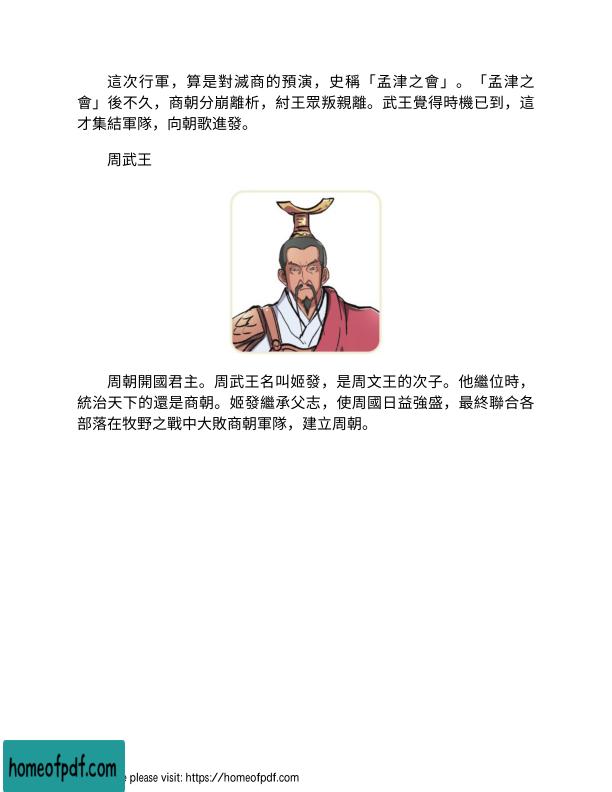 這次行軍，算是對滅商的預演，史稱「孟津之會」。「孟津之
會」後不久，商朝分崩離析，紂王眾叛親離。武王覺得時機已到，這
才集結軍隊，向朝歌進發。
周武王
周朝開國君主。周武王名叫姬發，是周文王的次子。他繼位時，
統治天下的還是商朝。姬發繼承父志，使周國日益強盛，最終聯合各
部落在牧野之戰中大敗商朝軍隊，建立周朝。
homeofpdf.com
please visit: https://homeofpdf.com